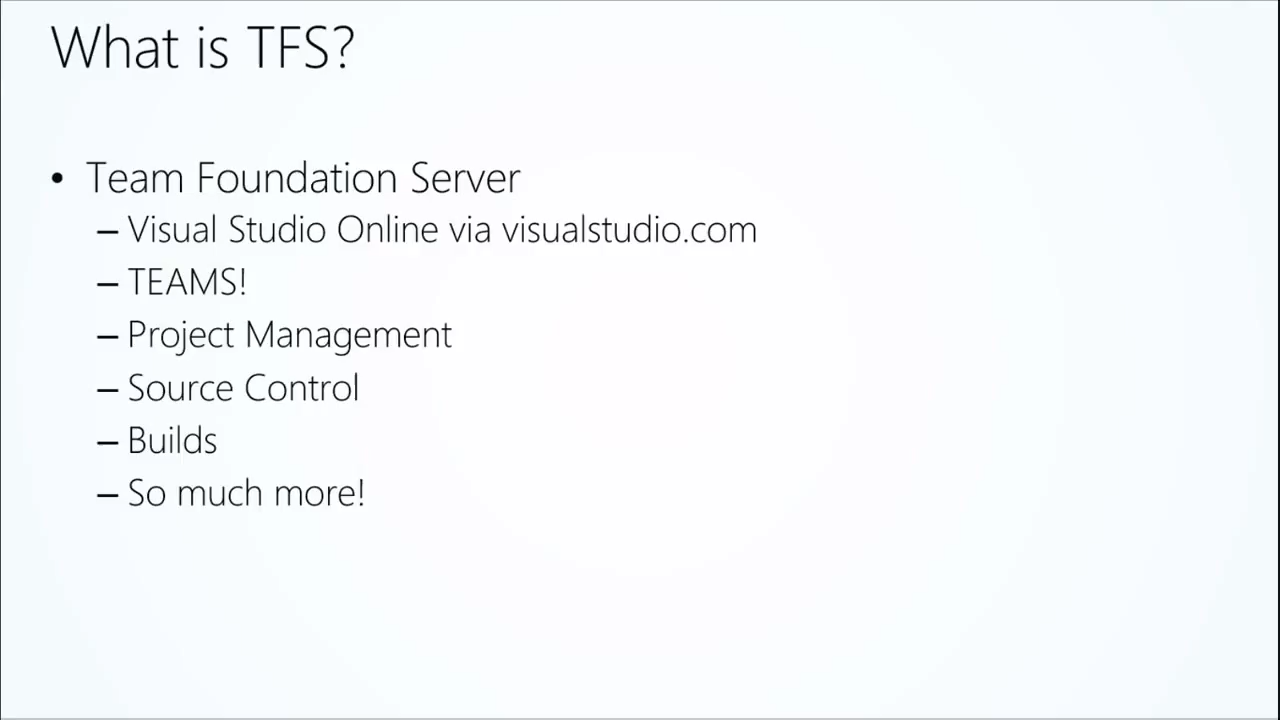 What is TFS?
• Team Foundation Server
– Visual Studio Online via visualstudio.com
– TEAMS!
– Project Management
– Source Control
– Builds
– So much more!